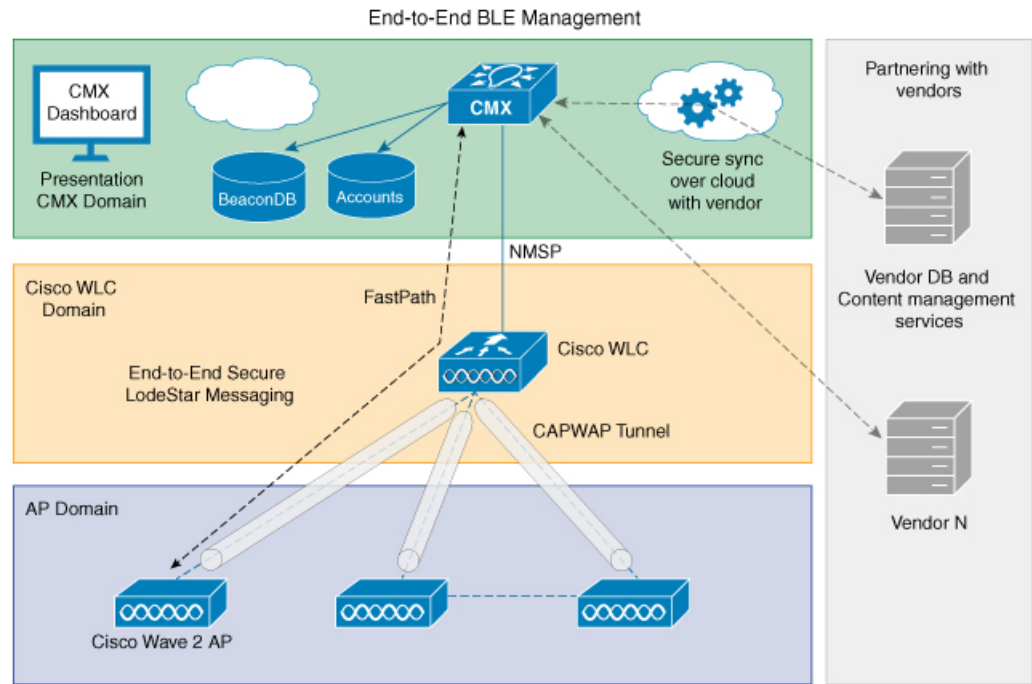 End-to-End BLE Management
CMX
Dashboard
Presentation
CMX Domain
BeaconDB
Accounts
CMX
Secure sync
over cloud
with vendor
Partnering with
vendors
Vendor DB and
Content management
services
Vendor N
NMSP
Cisco WLC
Domain
FastPath
Cisco WLC
End-to-End Secure
LodeStar Messaging
CAPWAP Tunnel
AP Domain
Cisco Wave 2 AP